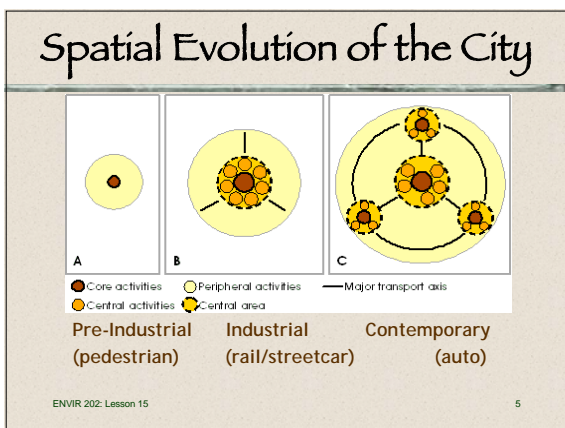 Spatial Evolution of the City
A
B
C
Core activities
Peripheral activities
Major transport axis
Central activities
Central area
Pre-Industrial
Industrial
Contemporary
(pedestrian)
(rail/streetcar)
(auto)
ENVIR 202: Lesson 15
5